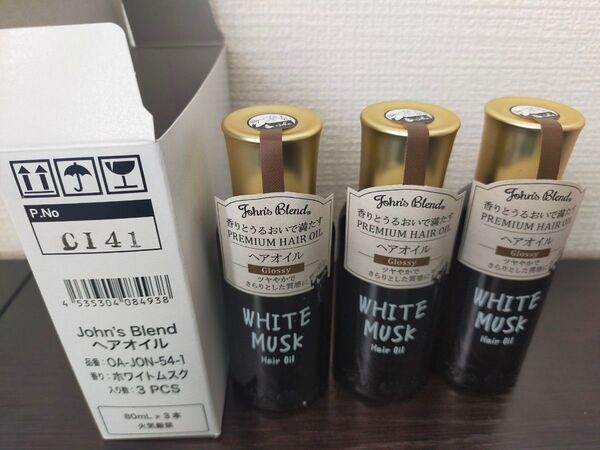 P.No
CI41
4 535304 084938
John's Blend
ヘアオイル
品番：OA-JON-54-1
香り：ホワイトムスク
入り数：3 PCS
80mL x 3本
火気厳禁
John's Blend
香りとうるおいで満たす
PREMIUM HAIR OIL
ヘアオイル
Glossy
ツヤやかで
さらりとした質感に
WHITE
MUSK
Hair Oil
John's Blend
香りとうるおいで満たす
PREMIUM HAIR OIL
ヘアオイル
Glossy
ツヤやかで
さらりとした質感に
WHITE
MUSK
Hair Oil
John's Blend
香りとうるおいで満たす
PREMIUM HAIR OIL
ヘアオイル
Glossy
ツヤやかで
さらりとした質感に
WHITE
MUSK
Hair Oil